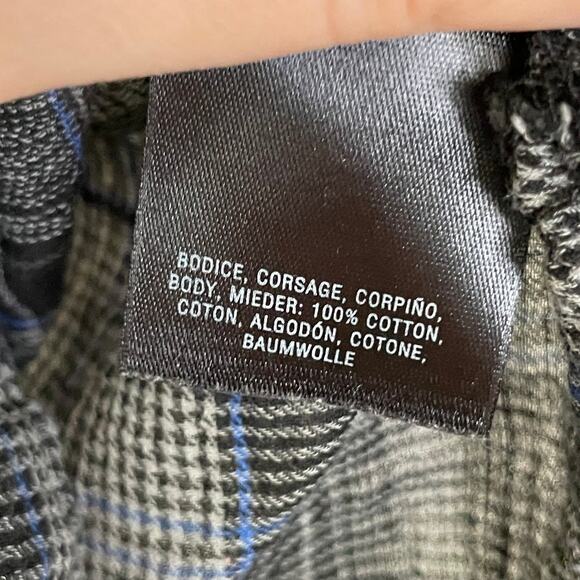 BODICE, CORSAGE, CORPIÑO,
BODY, MIEDER: 100% COTTON,
COTON, ALGODÓN, COTONE,
BAUMWOLLE